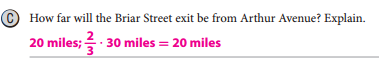 C How far will the Briar Street exit be from Arthur Avenue? Explain.
20 miles; 2/3 · 30 miles = 20 miles